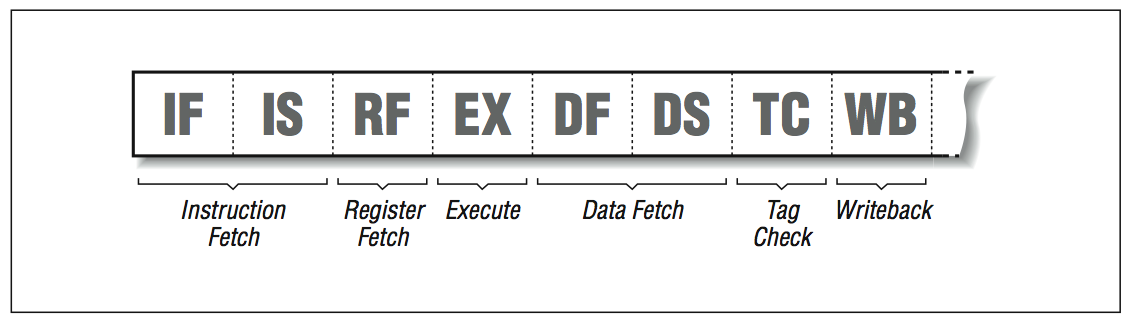 IF IS RF EX DF DS TC WB
Instruction Fetch
Register Fetch
Execute
Data Fetch
Tag Check
Writeback